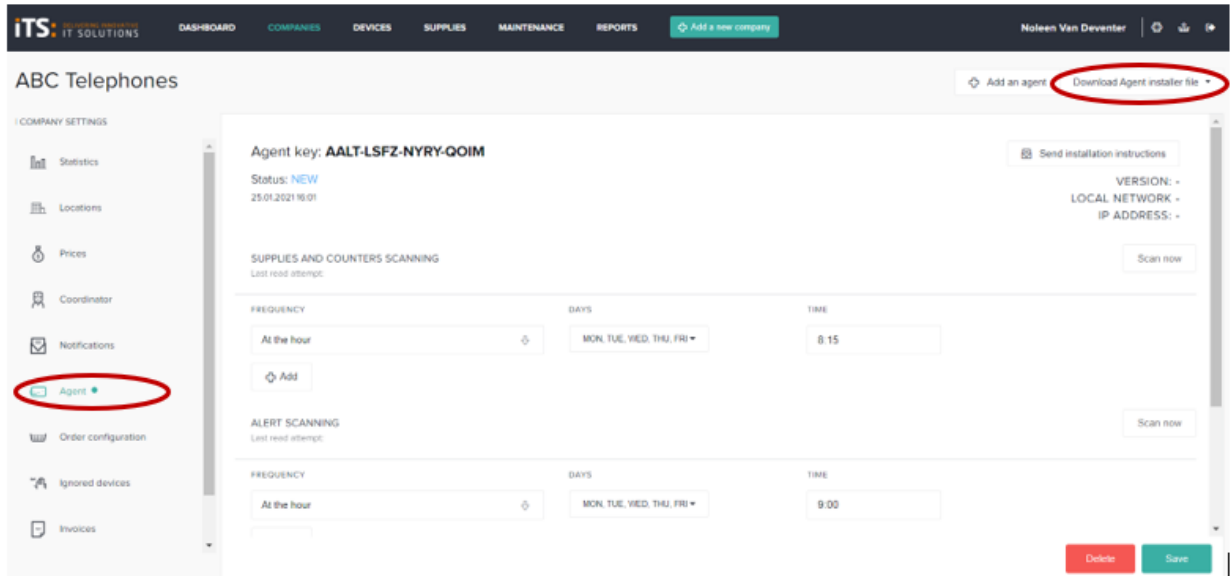 iTS: DELIVERING INNOVATIVE IT SOLUTIONS
DASHBOARD COMPANIES DEVICES SUPPLIES MAINTENANCE REPORTS Add a new company Noleen Van Deventer
ABC Telephones
Add an agent Download Agent installer file
COMPANY SETTINGS
Statistics
Locations
Prices
Coordinator
Notifications
Agent
Order configuration
Ignored devices
Invoices
Agent key: AALT-LSFZ-NYRY-QOIM
Send installation instructions
Status: NEW
25.01.2021 16:01
VERSION: -
LOCAL NETWORK -
IP ADDRESS: -
SUPPLIES AND COUNTERS SCANNING
Last read attempt:
Scan now
FREQUENCY DAYS TIME
At the hour MON, TUE, WED, THU, FRI 8:15
Add
ALERT SCANNING
Last read attempt:
Scan now
FREQUENCY DAYS TIME
At the hour MON, TUE, WED, THU, FRI 9:00
Delete Save